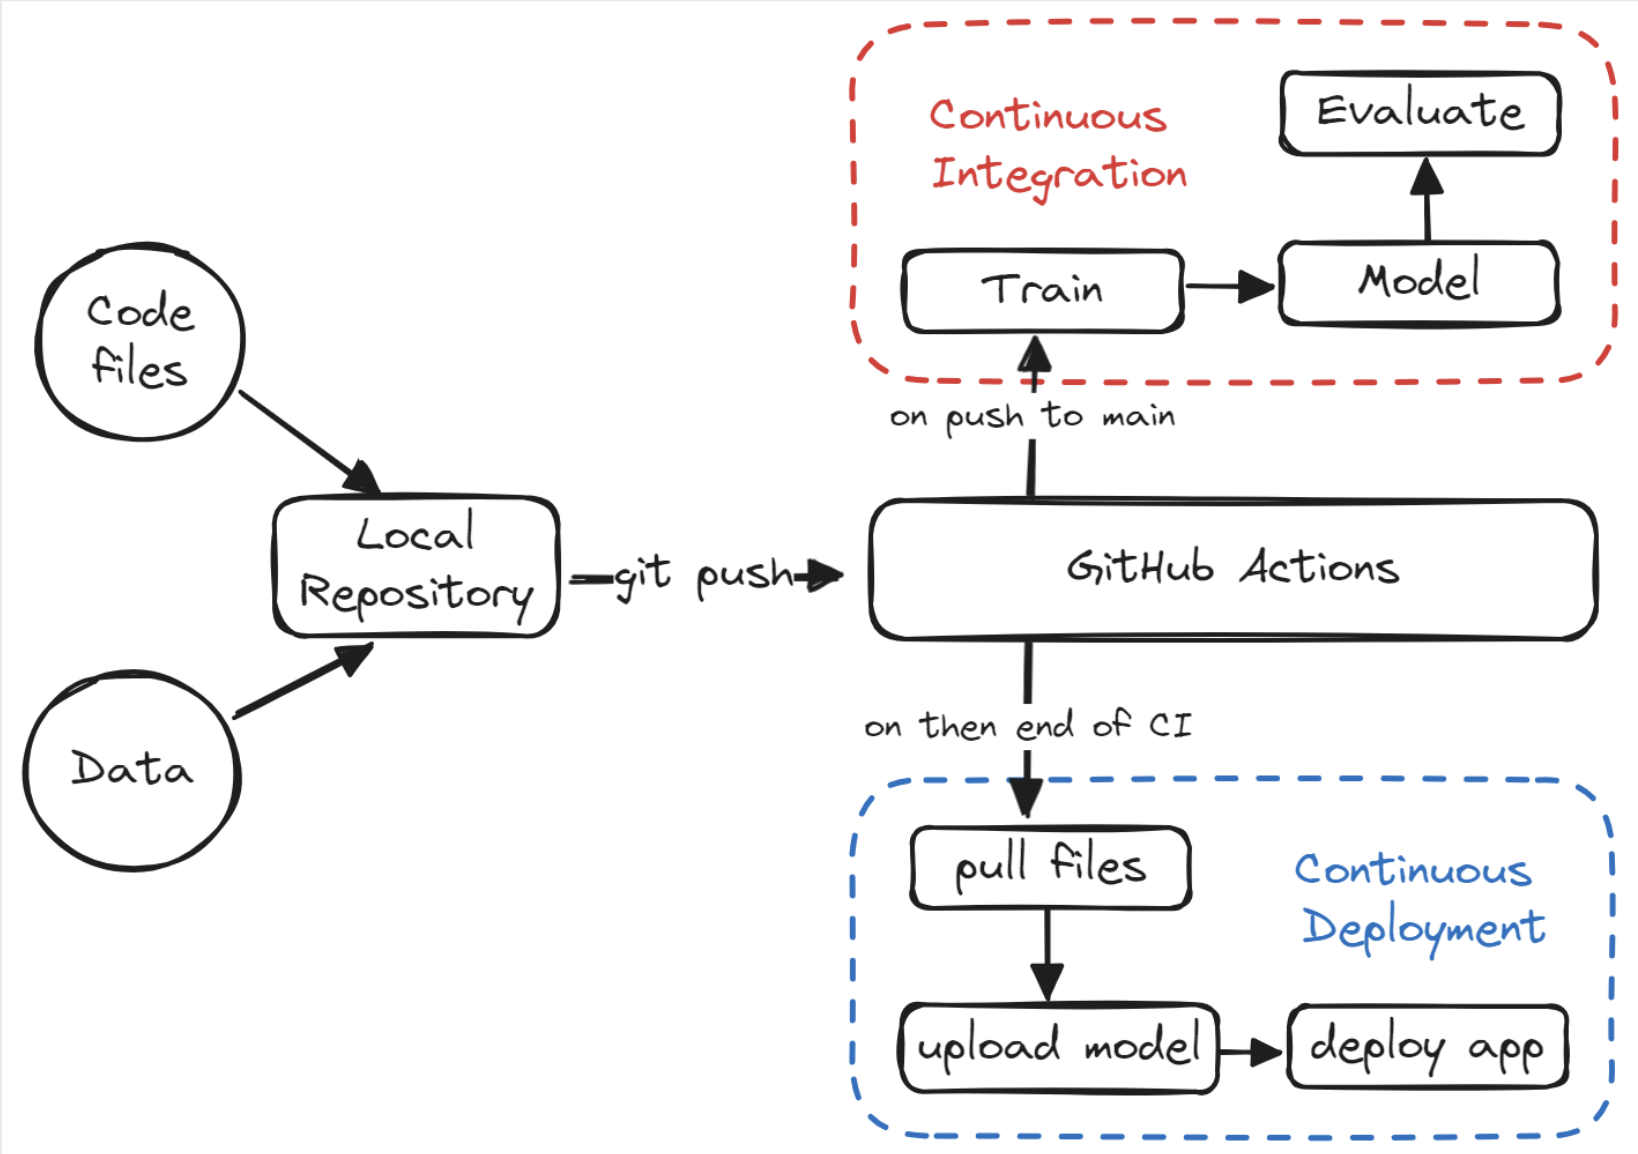 Continuous
Integration
Evaluate
Train
Model
on push to main
Code
files
Local
Repository
git push
GitHub Actions
Data
on then end of CI
pull files
Continuous
Deployment
upload model
deploy app